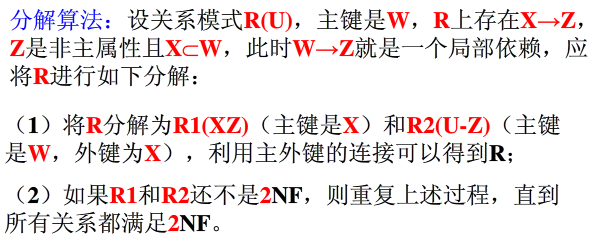 分解算法：设关系模式R(U)，主键是W，R上存在X→Z，
Z是非主属性且X⊂W，此时W→Z就是一个局部依赖，应
将R进行如下分解：
（1）将R分解为R1(XZ)（主键是X）和R2(U-Z)（主键
是W，外键为X），利用主外键的连接可以得到R；
（2）如果R1和R2还不是2NF，则重复上述过程，直到
所有关系都满足2NF。